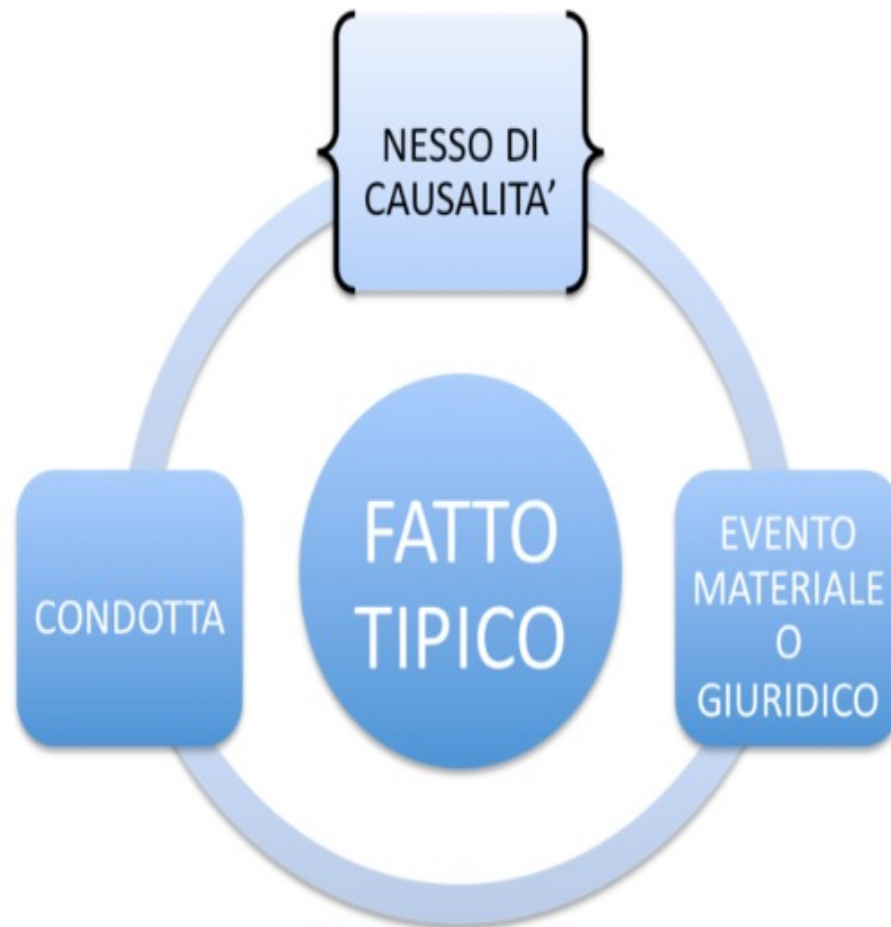 NESSO DI
CAUSALITA’
FATTO
TIPICO
CONDOTTA
EVENTO
MATERIALE
O
GIURIDICO